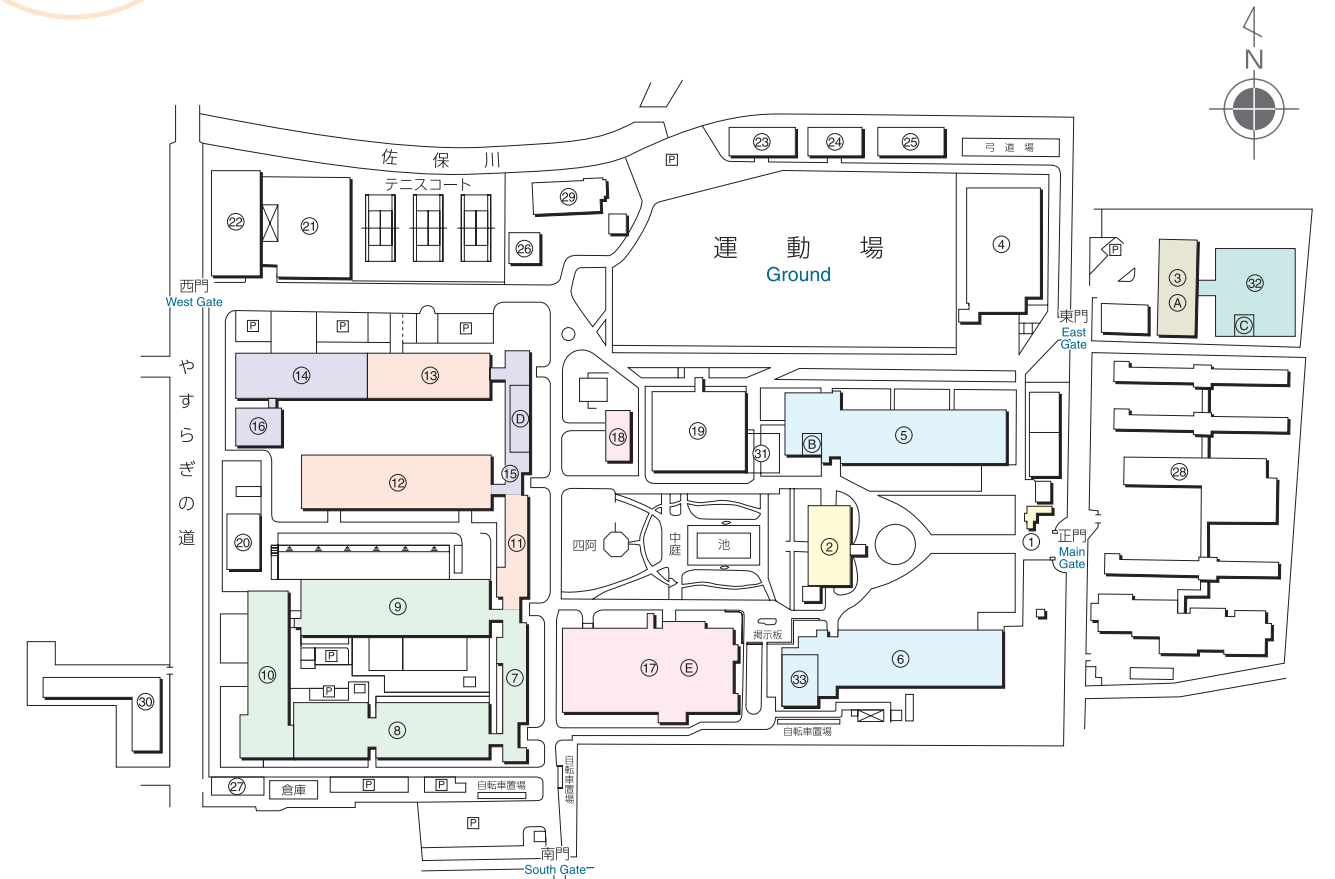 N
佐保川
テニスコート
㉓
㉔
㉕
弓道場
P
㉙
㉒
㉑
㉖
運動場
Ground
④
P
③
Ⓐ
㉜
Ⓒ
西門
West Gate
東門
East
Gate
P
P
P
やすらぎの道
⑭
⑬
⑯
Ⓓ
⑮
⑱
⑲
㉛
Ⓑ
⑤
⑫
㉘
⑳
⑪
四阿
中庭
池
②
①
正門
Main
Gate
⑨
⑩
P
P
⑦
⑧
⑰
Ⓔ
掲示板
⑥
㉝
自転車置場
㉚
㉗
倉庫
P
P
自転車置場
自転車置場
P
南門
South Gate